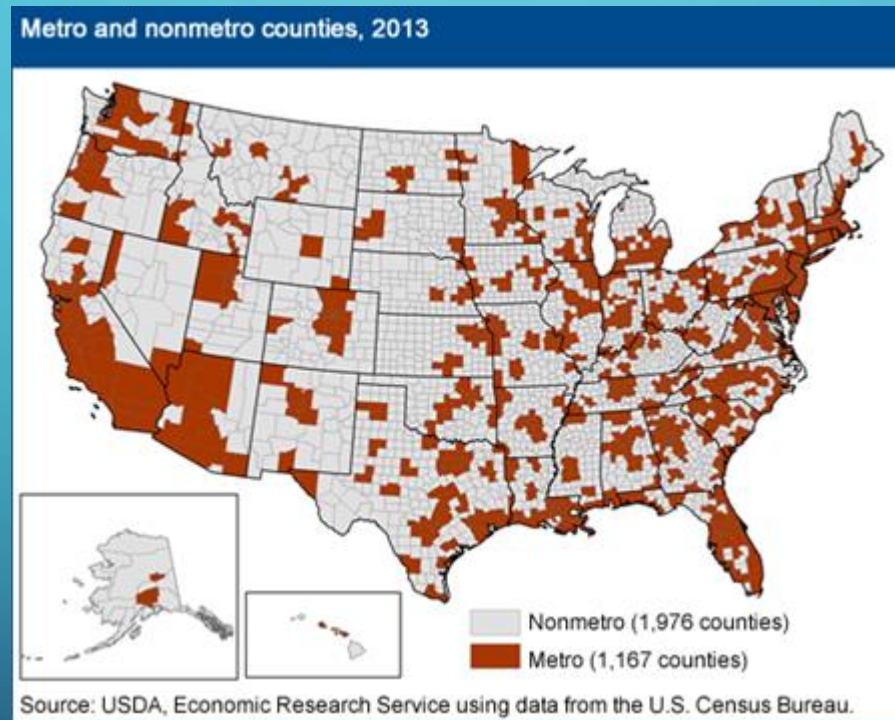 Metro and nonmetro counties, 2013
Nonmetro (1,976 counties)
Metro (1,167 counties)
Source: USDA, Economic Research Service using data from the U.S. Census Bureau.